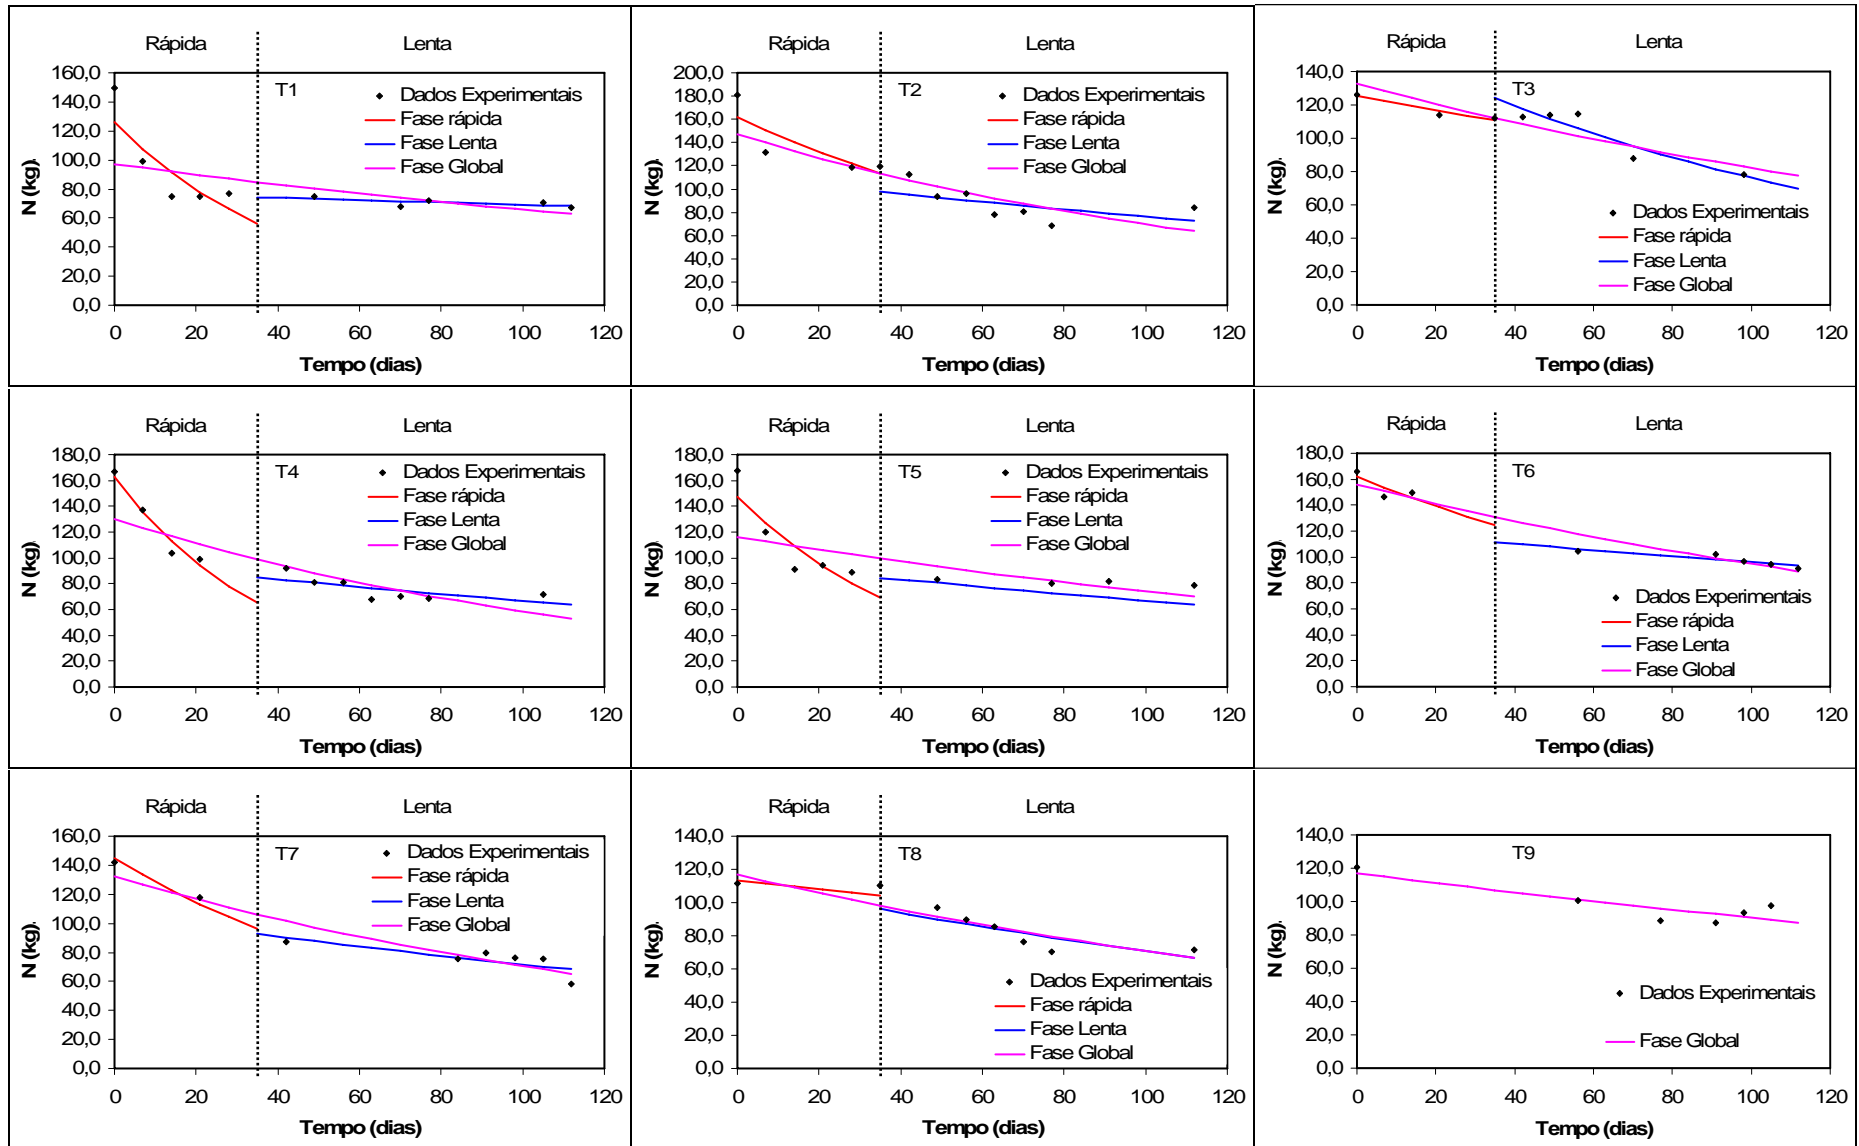 Rápida Lenta
T1
Dados Experimentais
Fase rápida
Fase Lenta
Fase Global
N (kg).
160,0
140,0
120,0
100,0
80,0
60,0
40,0
20,0
0,0
0 20 40 60 80 100 120
Tempo (dias)
Rápida Lenta
T2
Dados Experimentais
Fase rápida
Fase Lenta
Fase Global
N (kg).
200,0
180,0
160,0
140,0
120,0
100,0
80,0
60,0
40,0
20,0
0,0
0 20 40 60 80 100 120
Tempo (dias)
Rápida Lenta
T3
Dados Experimentais
Fase rápida
Fase Lenta
Fase Global
N (kg).
140,0
120,0
100,0
80,0
60,0
40,0
20,0
0,0
0 20 40 60 80 100 120
Tempo (dias)
Rápida Lenta
T4
Dados Experimentais
Fase rápida
Fase Lenta
Fase Global
N (kg).
180,0
160,0
140,0
120,0
100,0
80,0
60,0
40,0
20,0
0,0
0 20 40 60 80 100 120
Tempo (dias)
Rápida Lenta
T5
Dados Experimentais
Fase rápida
Fase Lenta
Fase Global
N (kg).
180,0
160,0
140,0
120,0
100,0
80,0
60,0
40,0
20,0
0,0
0 20 40 60 80 100 120
Tempo (dias)
Rápida Lenta
T6
Dados Experimentais
Fase rápida
Fase Lenta
Fase Global
N (kg).
180,0
160,0
140,0
120,0
100,0
80,0
60,0
40,0
20,0
0,0
0 20 40 60 80 100 120
Tempo (dias)
Rápida Lenta
T7
Dados Experimentais
Fase rápida
Fase Lenta
Fase Global
N (kg).
160,0
140,0
120,0
100,0
80,0
60,0
40,0
20,0
0,0
0 20 40 60 80 100 120
Tempo (dias)
Rápida Lenta
T8
Dados Experimentais
Fase rápida
Fase Lenta
Fase Global
N (kg).
140,0
120,0
100,0
80,0
60,0
40,0
20,0
0,0
0 20 40 60 80 100 120
Tempo (dias)
T9
Dados Experimentais
Fase Global
N (kg).
140,0
120,0
100,0
80,0
60,0
40,0
20,0
0,0
0 20 40 60 80 100 120
Tempo (dias)